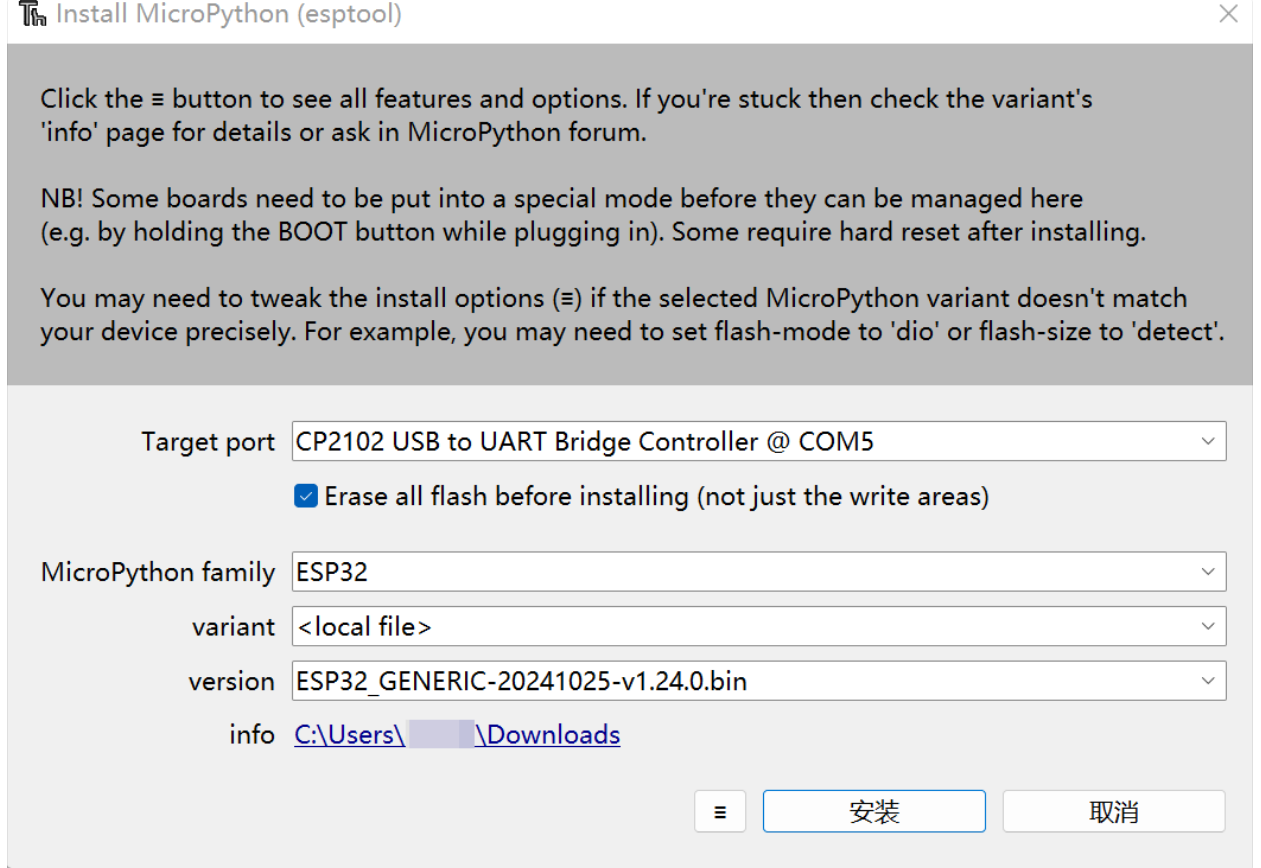 Install MicroPython (esptool)
Click the ≡ button to see all features and options. If you're stuck then check the variant's
'info' page for details or ask in MicroPython forum.
NB! Some boards need to be put into a special mode before they can be managed here
(e.g. by holding the BOOT button while plugging in). Some require hard reset after installing.
You may need to tweak the install options (≡) if the selected MicroPython variant doesn't match
your device precisely. For example, you may need to set flash-mode to 'dio' or flash-size to 'detect'.
Target port CP2102 USB to UART Bridge Controller @ COM5
Erase all flash before installing (not just the write areas)
MicroPython family ESP32
variant <local file>
version ESP32_GENERIC-20241025-v1.24.0.bin
info C:\Users\ \Downloads
≡ 安装 取消